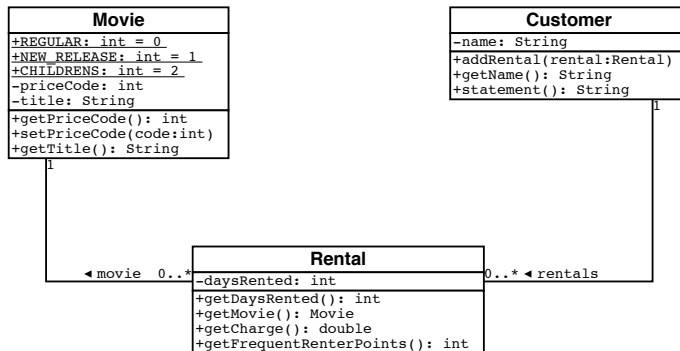 Movie
+REGULAR: int = 0
+NEW_RELEASE: int = 1
+CHILDRENS: int = 2
-priceCode: int
-title: String
+getPriceCode(): int
+setPriceCode(code:int)
+getTitle(): String
1
Customer
-name: String
+addRental(rental:Rental)
+getName(): String
+statement(): String
1
◄ movie 0..*
Rental
-daysRented: int
+getDaysRented(): int
+getMovie(): Movie
+getCharge(): double
+getFrequentRenterPoints(): int
0..* ◄ rentals